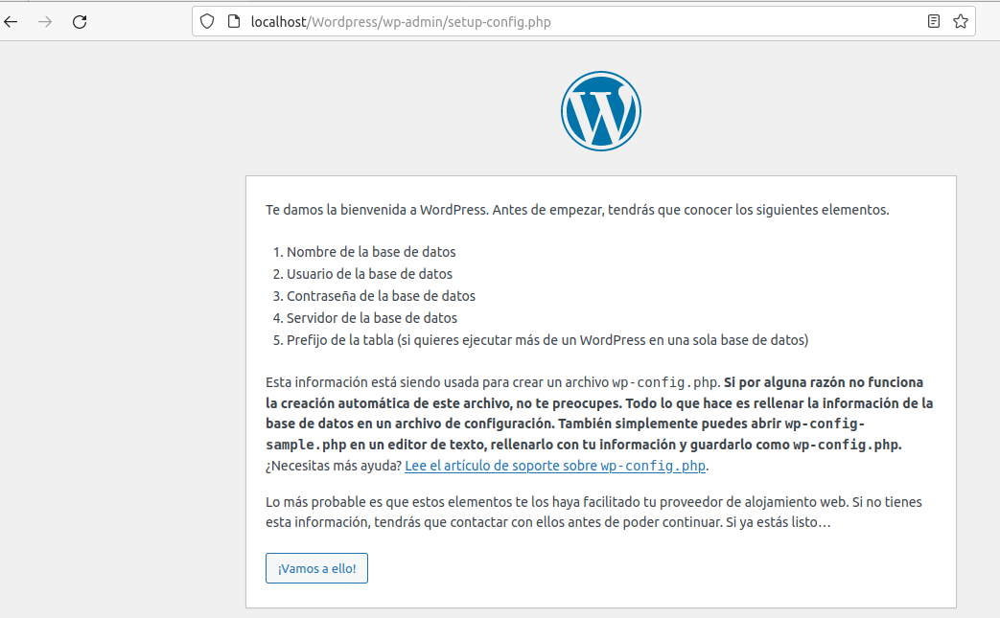 localhost/Wordpress/wp-admin/setup-config.php
Te damos la bienvenida a WordPress. Antes de empezar, tendrás que conocer los siguientes elementos.
1. Nombre de la base de datos
2. Usuario de la base de datos
3. Contraseña de la base de datos
4. Servidor de la base de datos
5. Prefijo de la tabla (si quieres ejecutar más de un WordPress en una sola base de datos)
Esta información está siendo usada para crear un archivo wp-config.php. Si por alguna razón no funciona
la creación automática de este archivo, no te preocupes. Todo lo que hace es rellenar la información de la
base de datos en un archivo de configuración. También simplemente puedes abrir wp-config-
sample.php en un editor de texto, rellenarlo con tu información y guardarlo como wp-config.php.
¿Necesitas más ayuda? Lee el artículo de soporte sobre wp-config.php.
Lo más probable es que estos elementos te los haya facilitado tu proveedor de alojamiento web. Si no tienes
esta información, tendrás que contactar con ellos antes de poder continuar. Si ya estás listo…
¡Vamos a ello!